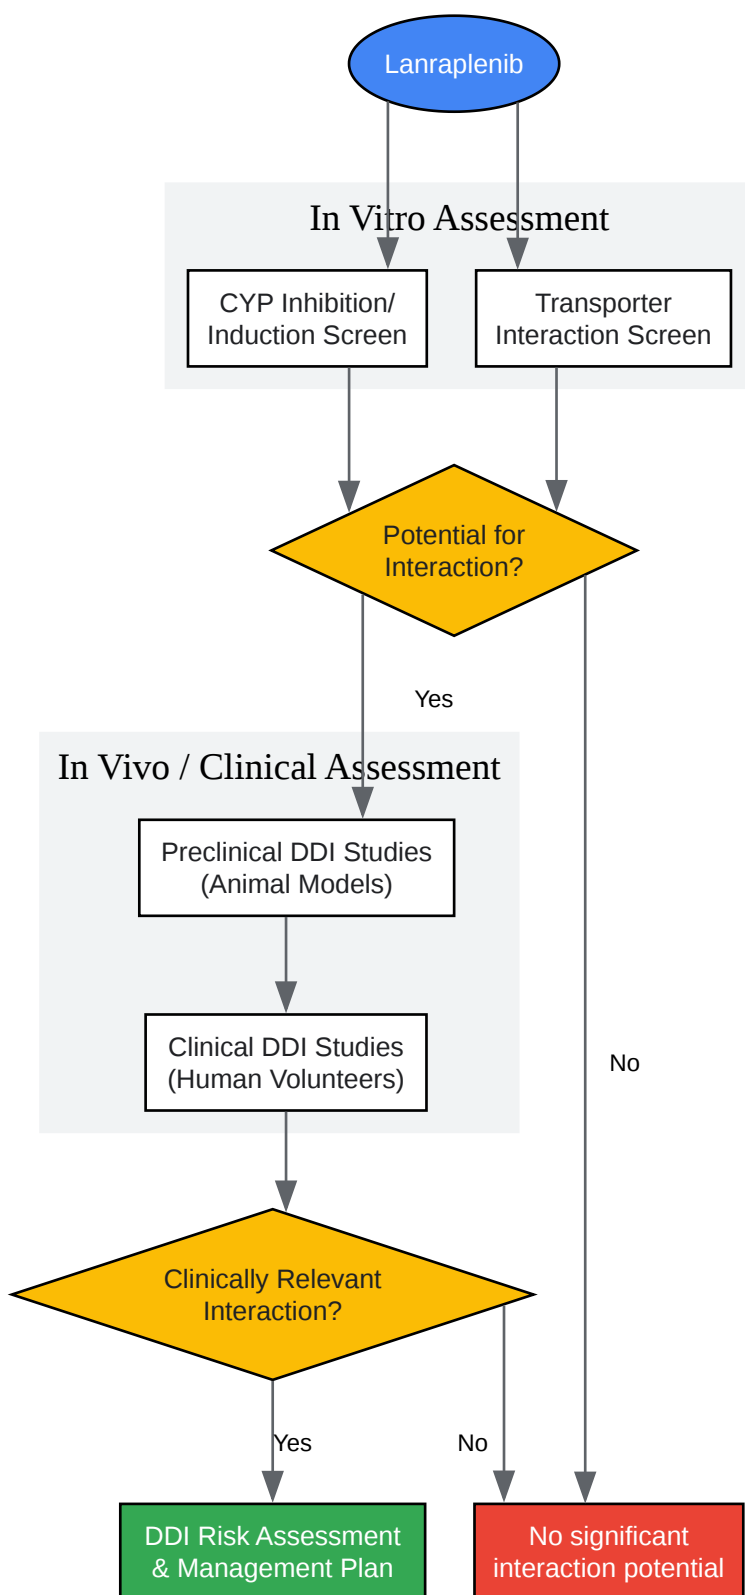 Lanraplenib
In Vitro Assessment
CYP Inhibition/
Induction Screen
Transporter
Interaction Screen
Potential for
Interaction?
Yes
In Vivo / Clinical Assessment
Preclinical DDI Studies
(Animal Models)
Clinical DDI Studies
(Human Volunteers)
No
Clinically Relevant
Interaction?
Yes
No
DDI Risk Assessment
& Management Plan
No significant
interaction potential